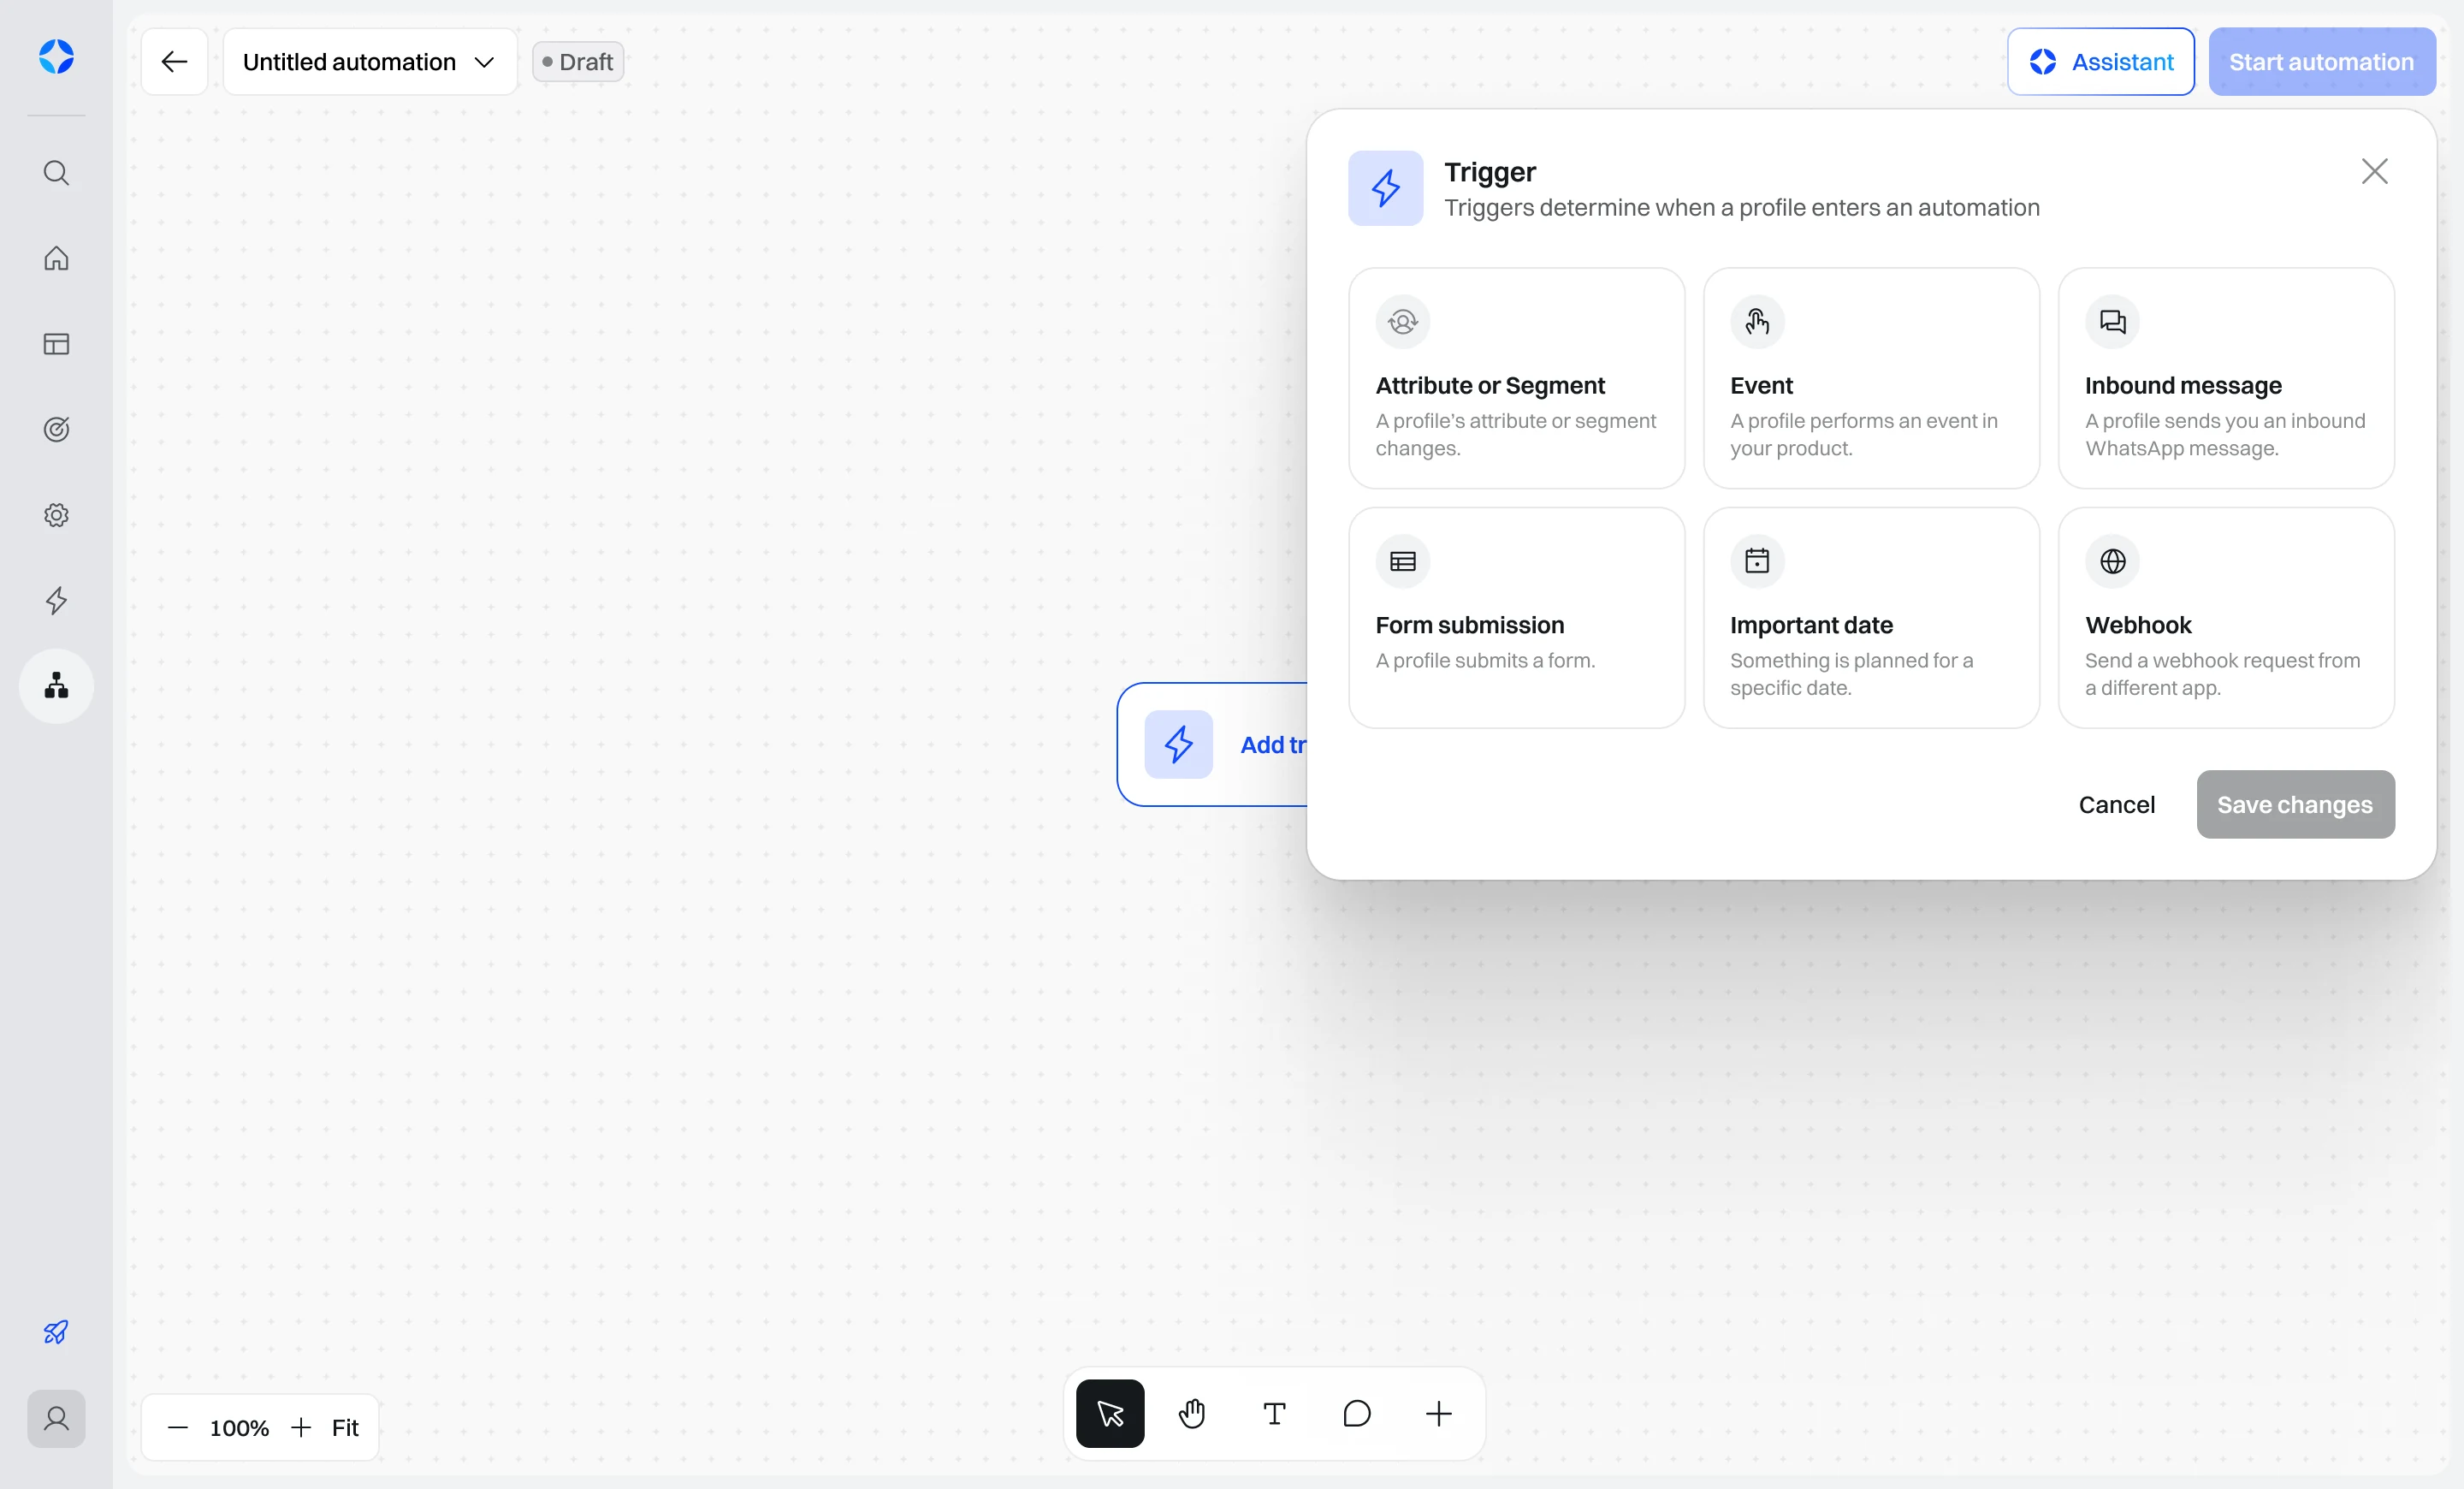 Untitled automation
Draft
Assistant
Start automation
Trigger
Triggers determine when a profile enters an automation
Attribute or Segment
A profile's attribute or segment
changes.
Event
A profile performs an event in
your product.
Inbound message
A profile sends you an inbound
WhatsApp message.
Form submission
A profile submits a form.
Important date
Something is planned for a
specific date.
Webhook
Send a webhook request from
a different app.
Add tr
Cancel
Save changes
100%
Fit